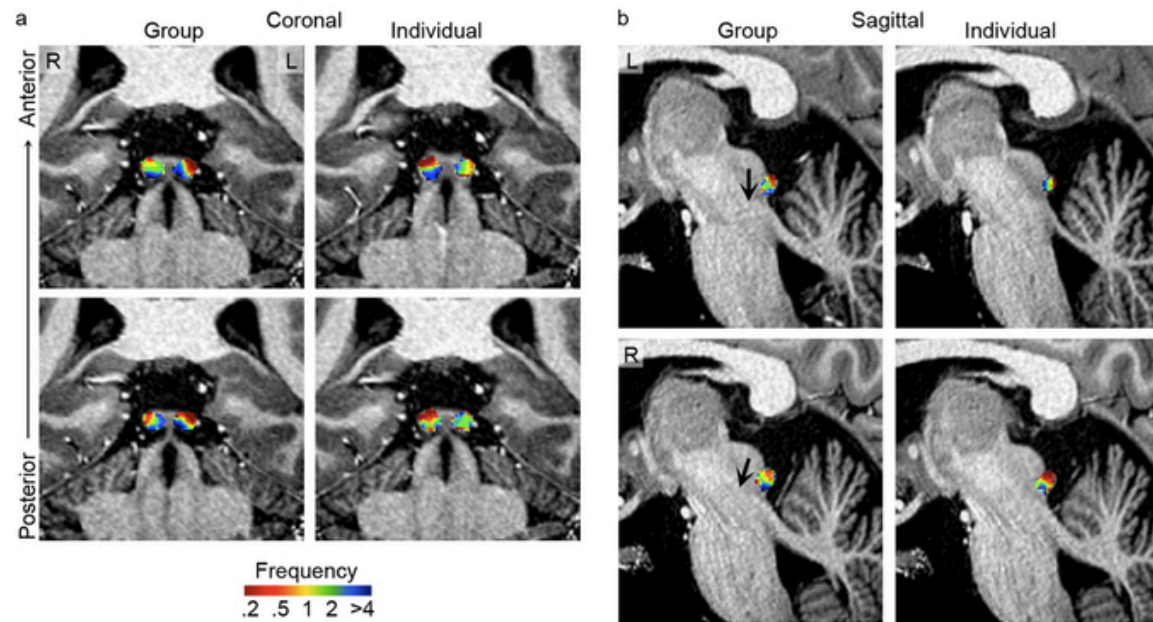 a
Coronal
Group
Individual
R
L
Anterior
Posterior
Frequency
.2 .5 1 2 >4
b
Sagittal
Group
Individual
L
R